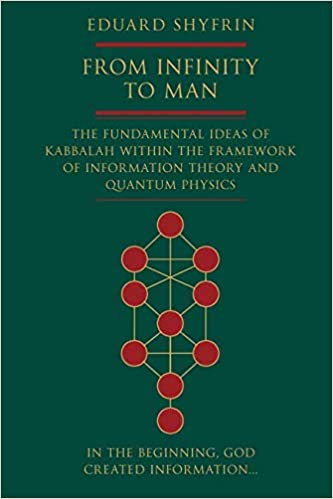 EDUARD SHYFRIN
FROM INFINITY
TO MAN
THE FUNDAMENTAL IDEAS OF
KABBALAH WITHIN THE FRAMEWORK
OF INFORMATION THEORY AND
QUANTUM PHYSICS
IN THE BEGINNING, GOD
CREATED INFORMATION...